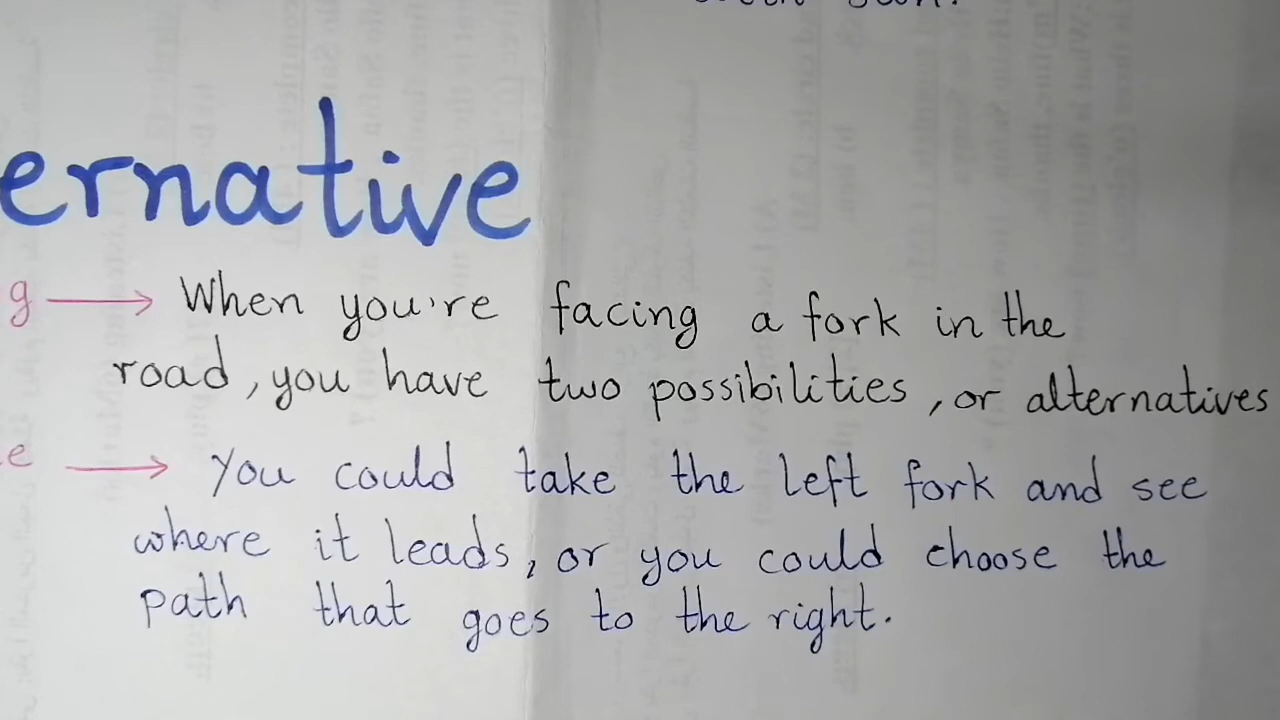 ernative
g → When you're facing a fork in the
road, you have two possibilities, or alternatives
e → You could take the left fork and see
where it leads, or you could choose the
path that goes to the right.